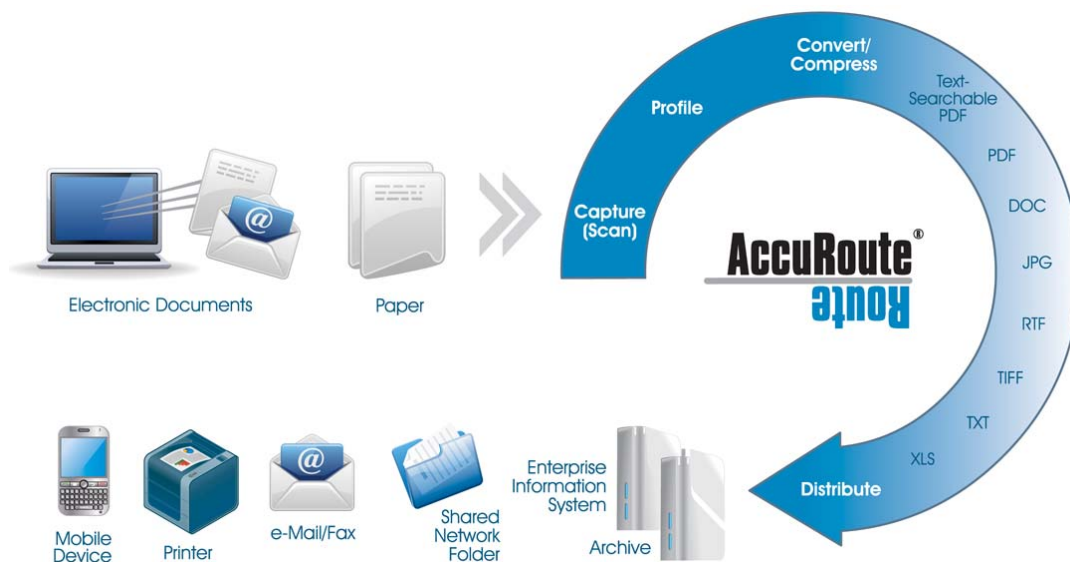 Convert/
Compress
Text-
Searchable
PDF
Profile
PDF
Capture
(Scan)
DOC
AccuRoute®
Route
JPG
Electronic Documents
Paper
RTF
TIFF
TXT
XLS
Distribute
Enterprise
Information
System
Archive
Shared
Network
Folder
@
e-Mail/Fax
Printer
Mobile
Device
@